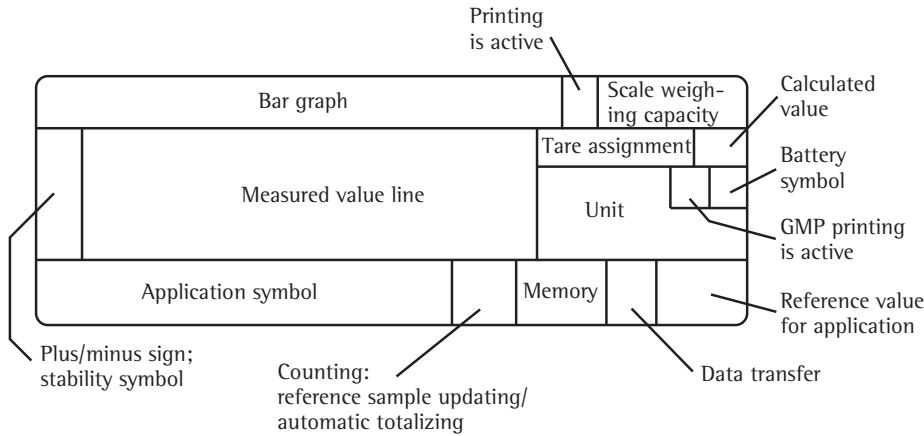 Printing
is active
Bar graph
Scale weigh-
ing capacity
Calculated
value
Tare assignment
Battery
symbol
Measured value line
Unit
GMP printing
is active
Application symbol
Memory
Reference value
for application
Plus/minus sign;
stability symbol
Counting:
reference sample updating/
automatic totalizing
Data transfer